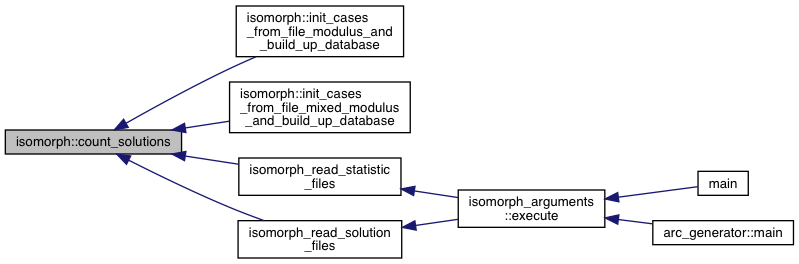 isomorph::init_cases
_from_file_modulus_and
_build_up_database
isomorph::init_cases
_from_file_mixed_modulus
_and_build_up_database
isomorph::count_solutions
isomorph_read_statistic
_files
isomorph_read_solution
_files
isomorph_arguments
::execute
main
arc_generator::main